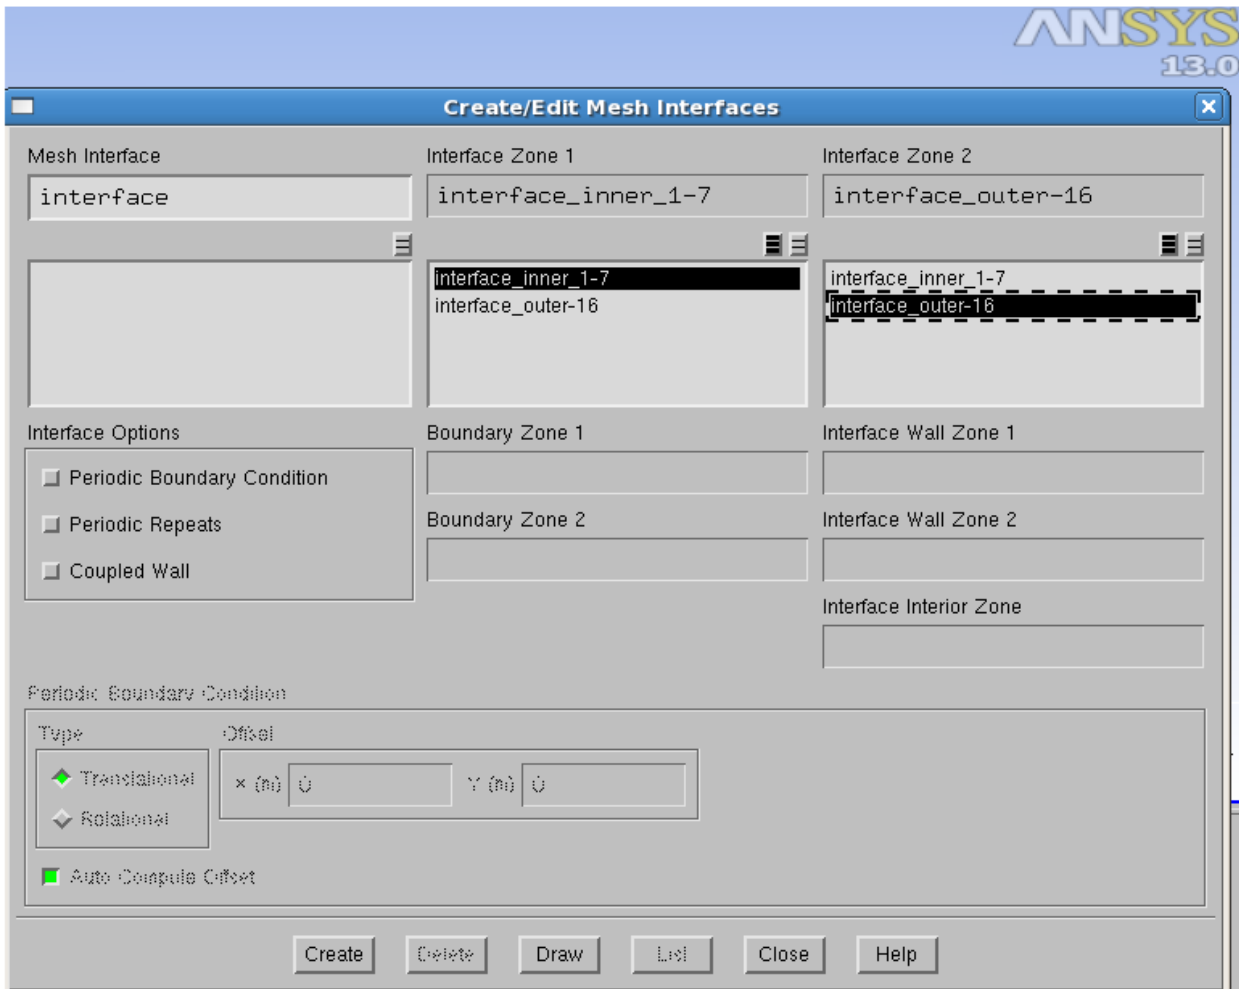 ANSYS
13.0
Create/Edit Mesh Interfaces
Mesh Interface
Interface Zone 1
Interface Zone 2
interface
interface_inner_1-7
interface_outer-16
interface_inner_1-7
interface_outer-16
interface_inner_1-7
interface_outer-16
Interface Options
Boundary Zone 1
Interface Wall Zone 1
Periodic Boundary Condition
Periodic Repeats
Boundary Zone 2
Interface Wall Zone 2
Coupled Wall
Interface Interior Zone
Periodic Boundary Condition
Type
Offset
Translational
X (m) 0
Y (m) 0
Rotational
Auto Compute Offset
Create
Delete
Draw
List
Close
Help